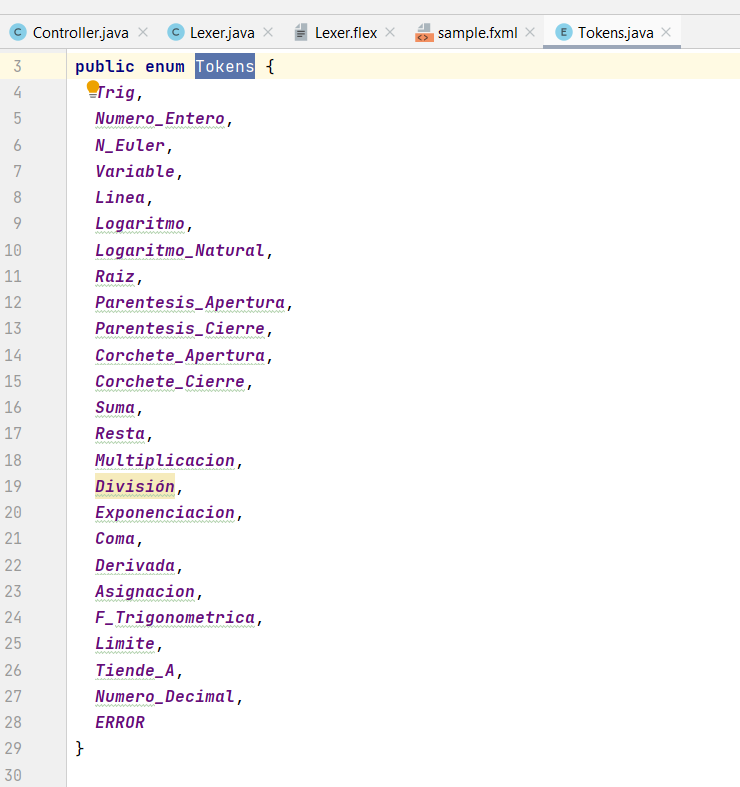 Controller.java Lexer.java Lexer.flex sample.fxml Tokens.java
3 public enum Tokens {
4 Trig,
5 Numero_Entero,
6 N_Euler,
7 Variable,
8 Linea,
9 Logaritmo,
10 Logaritmo_Natural,
11 Raiz,
12 Parentesis_Apertura,
13 Parentesis_Cierre,
14 Corchete_Apertura,
15 Corchete_Cierre,
16 Suma,
17 Resta,
18 Multiplicacion,
19 División,
20 Exponenciacion,
21 Coma,
22 Derivada,
23 Asignacion,
24 F_Trigonometrica,
25 Limite,
26 Tiende_A,
27 Numero_Decimal,
28 ERROR
29 }
30